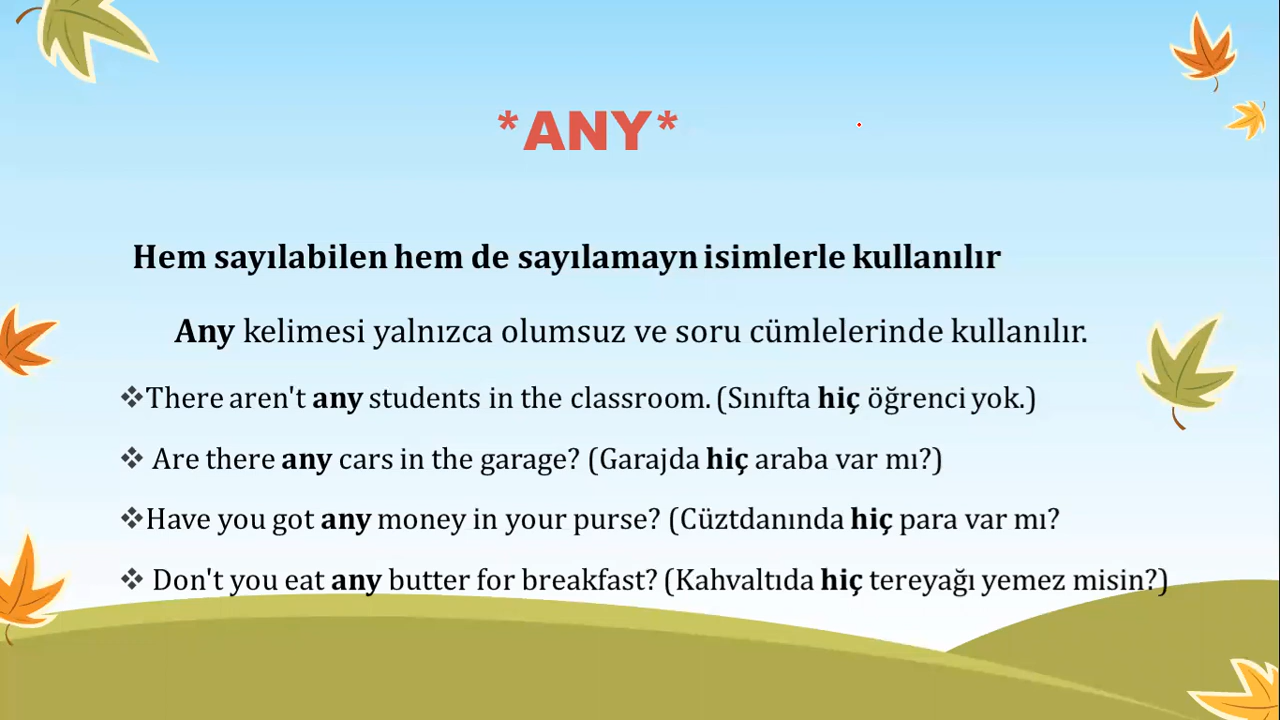 *ANY*
Hem sayılabilen hem de sayılamayn isimlerle kullanılır
Any kelimesi yalnızca olumsuz ve soru cümlelerinde kullanılır.
❖There aren't any students in the classroom. (Sınıfta hiç öğrenci yok.)
❖ Are there any cars in the garage? (Garajda hiç araba var mı?)
❖Have you got any money in your purse? (Cüztdanında hiç para var mı?
❖ Don't you eat any butter for breakfast? (Kahvaltıda hiç tereyağı yemez misin?)